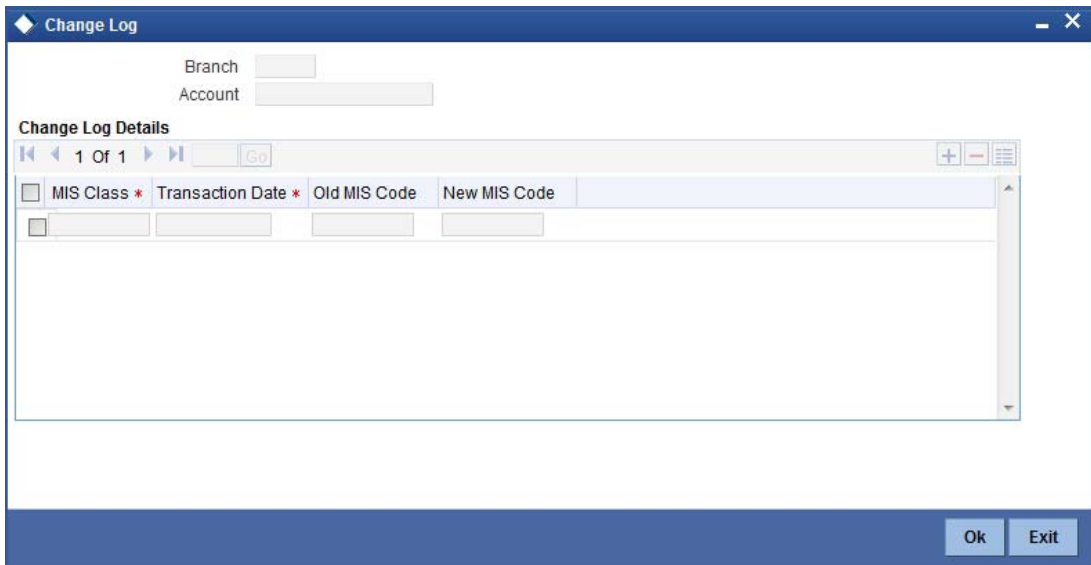 Change Log
Branch
Account
Change Log Details
1 Of 1 Go
MIS Class * Transaction Date * Old MIS Code New MIS Code
Ok Exit